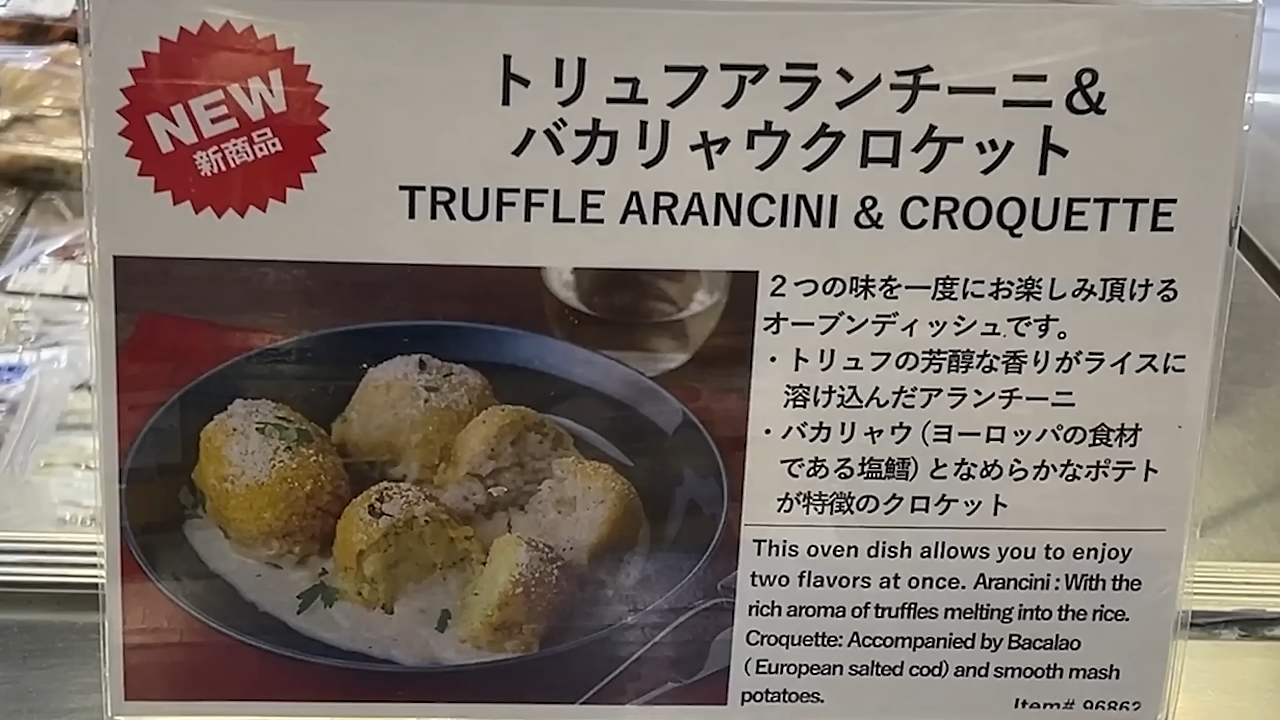 NEW
新商品
トリュフアランチーニ&
バカリャウクロケット
TRUFFLE ARANCINI & CROQUETTE
２つの味を一度にお楽しみ頂ける
オーブンディッシュです。
・トリュフの芳醇な香りがライスに
溶け込んだアランチーニ
・バカリャウ(ヨーロッパの食材
である塩鱈)となめらかなポテト
が特徴のクロケット
This oven dish allows you to enjoy
two flavors at once. Arancini : With the
rich aroma of truffles melting into the rice.
Croquette: Accompanied by Bacalao
(European salted cod) and smooth mash
potatoes.
Item# 96862